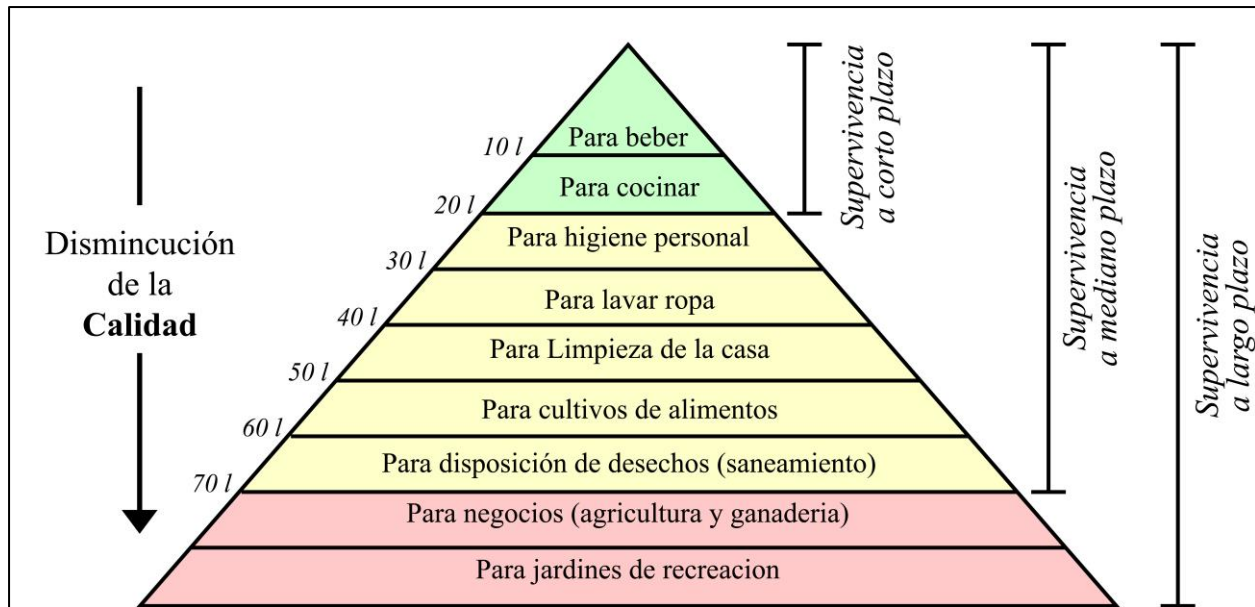 Para beber
10 l
Para cocinar
20 l
Para higiene personal
30 l
Para lavar ropa
40 l
Para Limpieza de la casa
50 l
Para cultivos de alimentos
60 l
Para disposición de desechos (saneamiento)
70 l
Para negocios (agricultura y ganaderia)
Para jardines de recreacion
Dismincución
de la
Calidad
Supervivencia
a corto plazo
Supervivencia
a mediano plazo
Supervivencia
a largo plazo